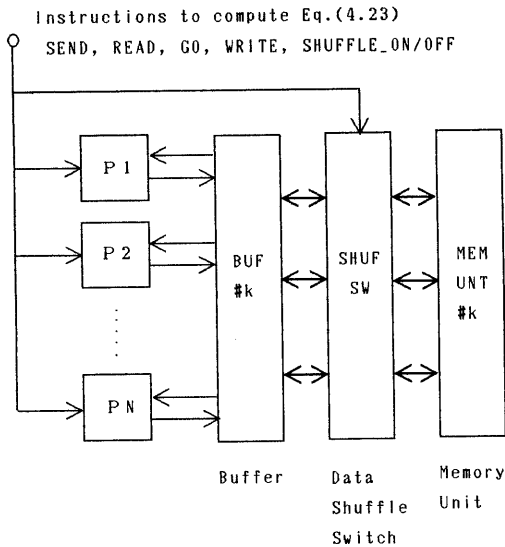 Instructions to compute Eq.(4.23)
SEND, READ, GO, WRITE, SHUFFLE_ON/OFF
P1
P2
PN
BUF
#k
SHUF
SW
MEM
UNT
#k
Buffer
Data
Shuffle
Switch
Memory
Unit